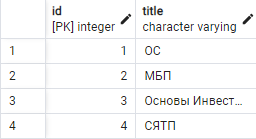 id title
[PK] integer character varying
1 1 ОС
2 2 МБП
3 3 Основы Инвест...
4 4 СЯТП